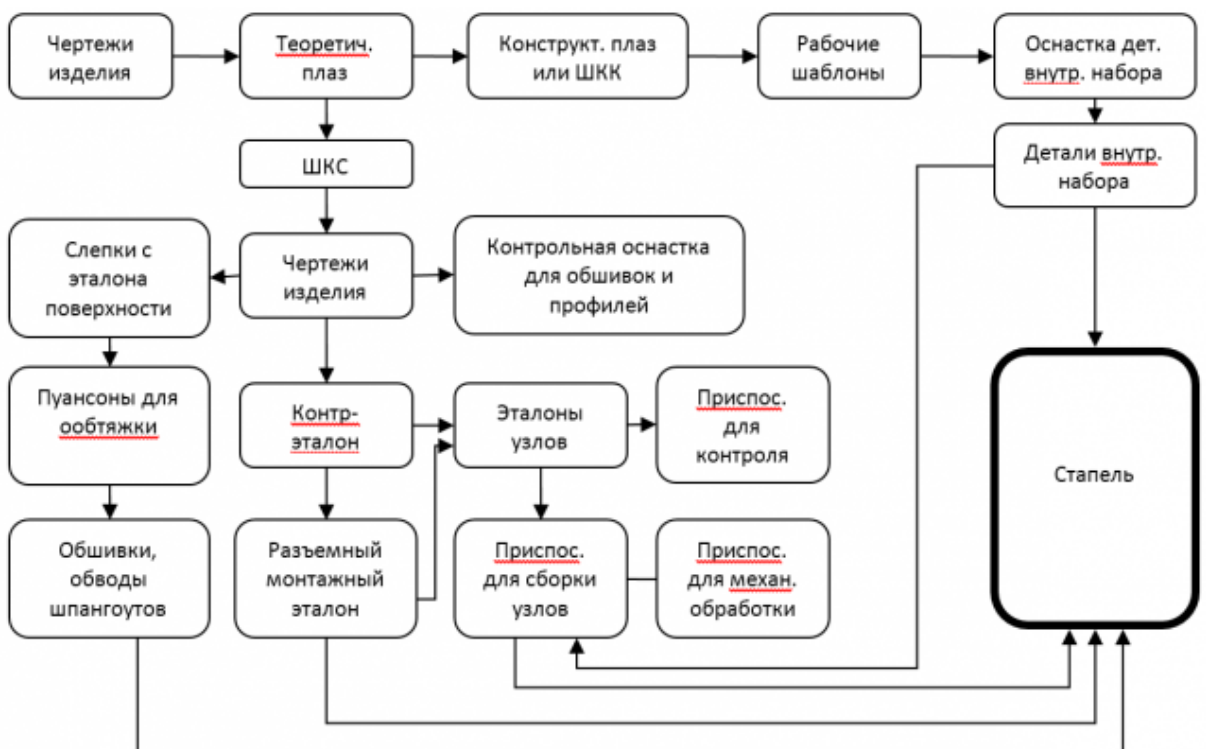 Чертежи
изделия
Теоретич.
плаз
Конструкт. плаз
или ШКК
Рабочие
шаблоны
Оснастка дет.
внутр. набора
ШКС
Детали внутр.
набора
Слепки с
эталона
поверхности
Чертежи
изделия
Контрольная оснастка
для обшивок и
профилей
Пуансоны для
ообтяжки
Контр-
эталон
Эталоны
узлов
Приспос.
для
контроля
Стапель
Обшивки,
обводы
шпангоутов
Разъемный
монтажный
эталон
Приспос.
для сборки
узлов
Приспос.
для механ.
обработки